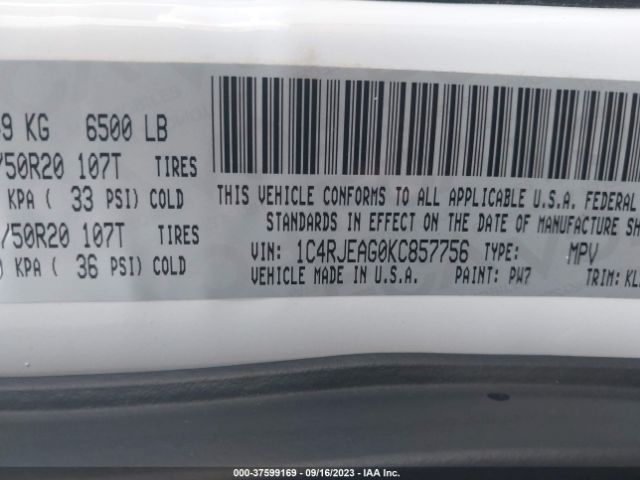 9 KG 6500 LB
/50R20 107T TIRES
KPA ( 33 PSI) COLD
/50R20 107T TIRES
) KPA ( 36 PSI) COLD
THIS VEHICLE CONFORMS TO ALL APPLICABLE U.S.A. FEDERAL
STANDARDS IN EFFECT ON THE DATE OF MANUFACTURE SH
VIN: 1C4RJEAG0KC857756 TYPE: MPV
VEHICLE MADE IN U.S.A. PAINT: PW7 TRIM: KL
000-37599169 - 09/16/2023 - IAAI